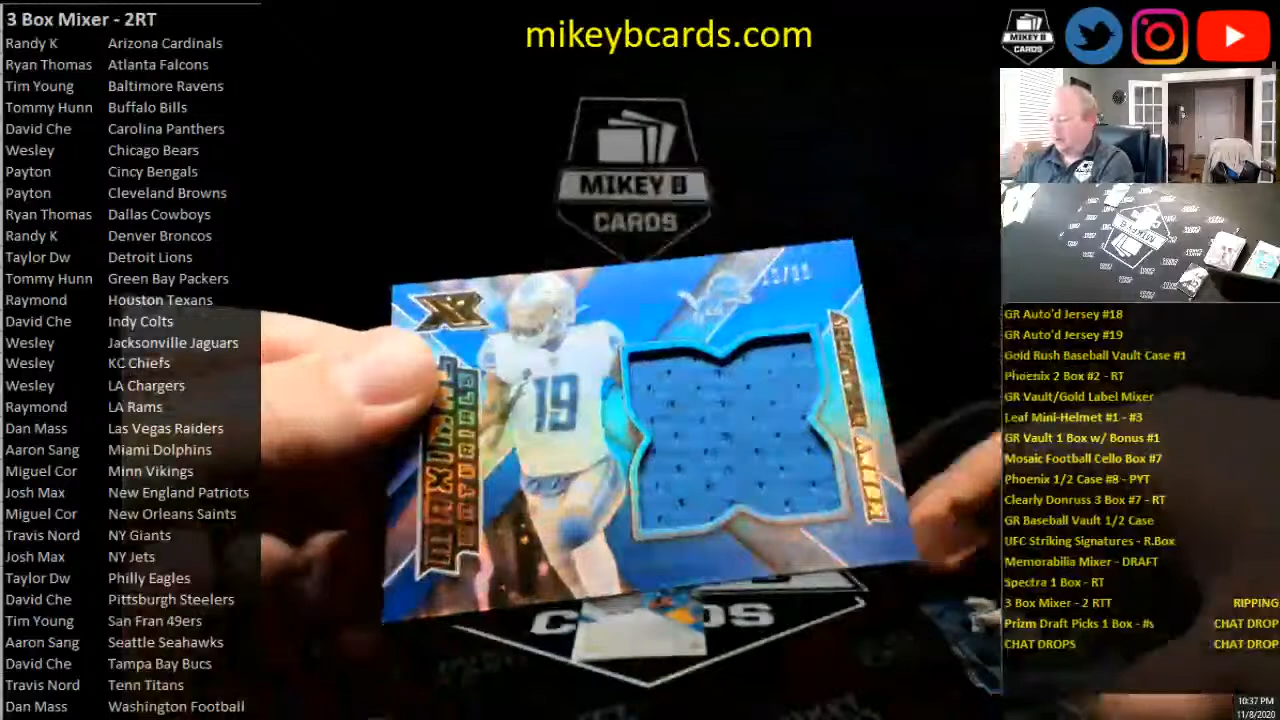 3 Box Mixer - 2RT
Randy K Arizona Cardinals
Ryan Thomas Atlanta Falcons
Tim Young Baltimore Ravens
Tommy Hunn Buffalo Bills
David Che Carolina Panthers
Wesley Chicago Bears
Payton Cincy Bengals
Payton Cleveland Browns
Ryan Thomas Dallas Cowboys
Randy K Denver Broncos
Taylor Dw Detroit Lions
Tommy Hunn Green Bay Packers
Raymond Houston Texans
David Che Indy Colts
Wesley Jacksonville Jaguars
Wesley KC Chiefs
Wesley LA Chargers
Raymond LA Rams
Dan Mass Las Vegas Raiders
Aaron Sang Miami Dolphins
Miguel Cor Minn Vikings
Josh Max New England Patriots
Miguel Cor New Orleans Saints
Travis Nord NY Giants
Josh Max NY Jets
Taylor Dw Philly Eagles
David Che Pittsburgh Steelers
Tim Young San Fran 49ers
Aaron Sang Seattle Seahawks
David Che Tampa Bay Bucs
Travis Nord Tenn Titans
Dan Mass Washington Football
mikeybcards.com
MIKEY B
CARDS
XR
19
CARDS
MIKEY B
CARDS
GR Auto'd Jersey #18
GR Auto'd Jersey #19
Gold Rush Baseball Vault Case #1
Phoenix 2 Box #2 - RT
GR Vault/Gold Label Mixer
Leaf Mini-Helmet #1 - #3
GR Vault 1 Box w/ Bonus #1
Mosaic Football Cello Box #7
Phoenix 1/2 Case #8 - PYT
Clearly Donruss 3 Box #7 - RT
GR Baseball Vault 1/2 Case
UFC Striking Signatures - R.Box
Memorabilia Mixer - DRAFT
Spectra 1 Box - RT
3 Box Mixer - 2 RTT RIPPING
Prizm Draft Picks 1 Box - #s CHAT DROP
CHAT DROPS CHAT DROP
10:37 PM
11/8/2020